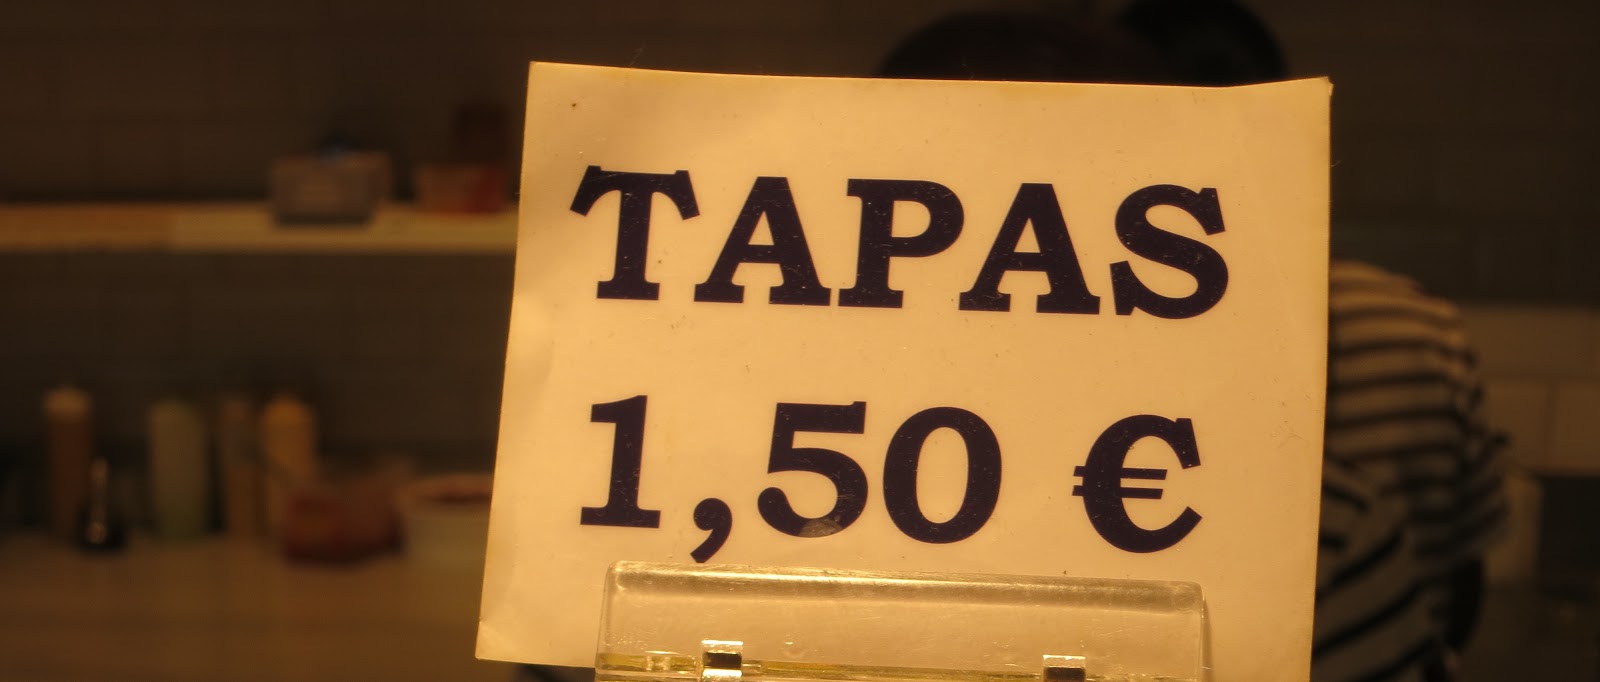 TAPAS
1,50 €